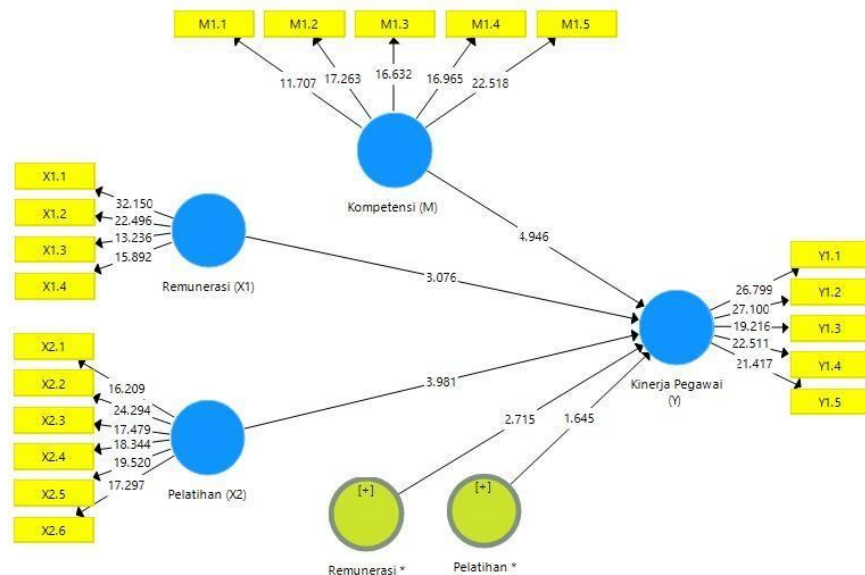 M1.1 M1.2 M1.3 M1.4 M1.5
11.707 17.263 16.632 16.965 22.518
Kompetensi (M)
X1.1
X1.2
X1.3
X1.4
32.150
22.496
13.236
15.892
Remunerasi (X1)
4.946
3.076
X2.1
X2.2
X2.3
X2.4
X2.5
X2.6
16.209
24.294
17.479
18.344
19.520
17.297
Pelatihan (X2)
3.981
2.715
1.645
Y1.1
Y1.2
Y1.3
Y1.4
Y1.5
26.799
27.100
19.216
22.511
21.417
Kinerja Pegawai
(Y)
[+]
Remunerasi *
[+]
Pelatihan *